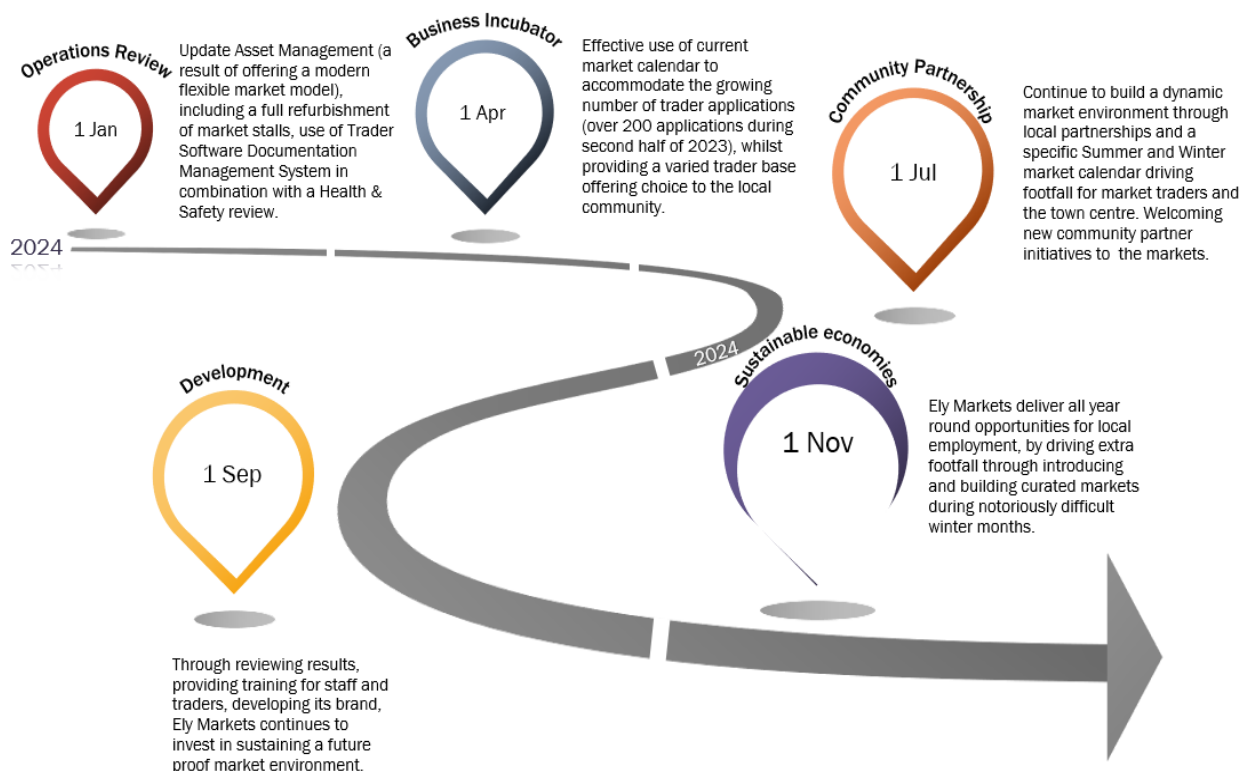 Operations Review
1 Jan
Update Asset Management (a
result of offering a modern
flexible market model),
including a full refurbishment
of market stalls, use of Trader
Software Documentation
Management System in
combination with a Health &
Safety review.
Business Incubator
1 Apr
Effective use of current
market calendar to
accommodate the growing
number of trader applications
(over 200 applications during
second half of 2023), whilst
providing a varied trader base
offering choice to the local
community.
Community Partnership
1 Jul
Continue to build a dynamic
market environment through
local partnerships and a
specific Summer and Winter
market calendar driving
footfall for market traders and
the town centre. Welcoming
new community partner
initiatives to  the markets.
2024
2024
Development
1 Sep
Through reviewing results,
providing training for staff and
traders, developing its brand,
Ely Markets continues to
invest in sustaining a future
proof market environment.
Sustainable economies
1 Nov
Ely Markets deliver all year
round opportunities for local
employment, by driving extra
footfall through introducing
and building curated markets
during notoriously difficult
winter months.